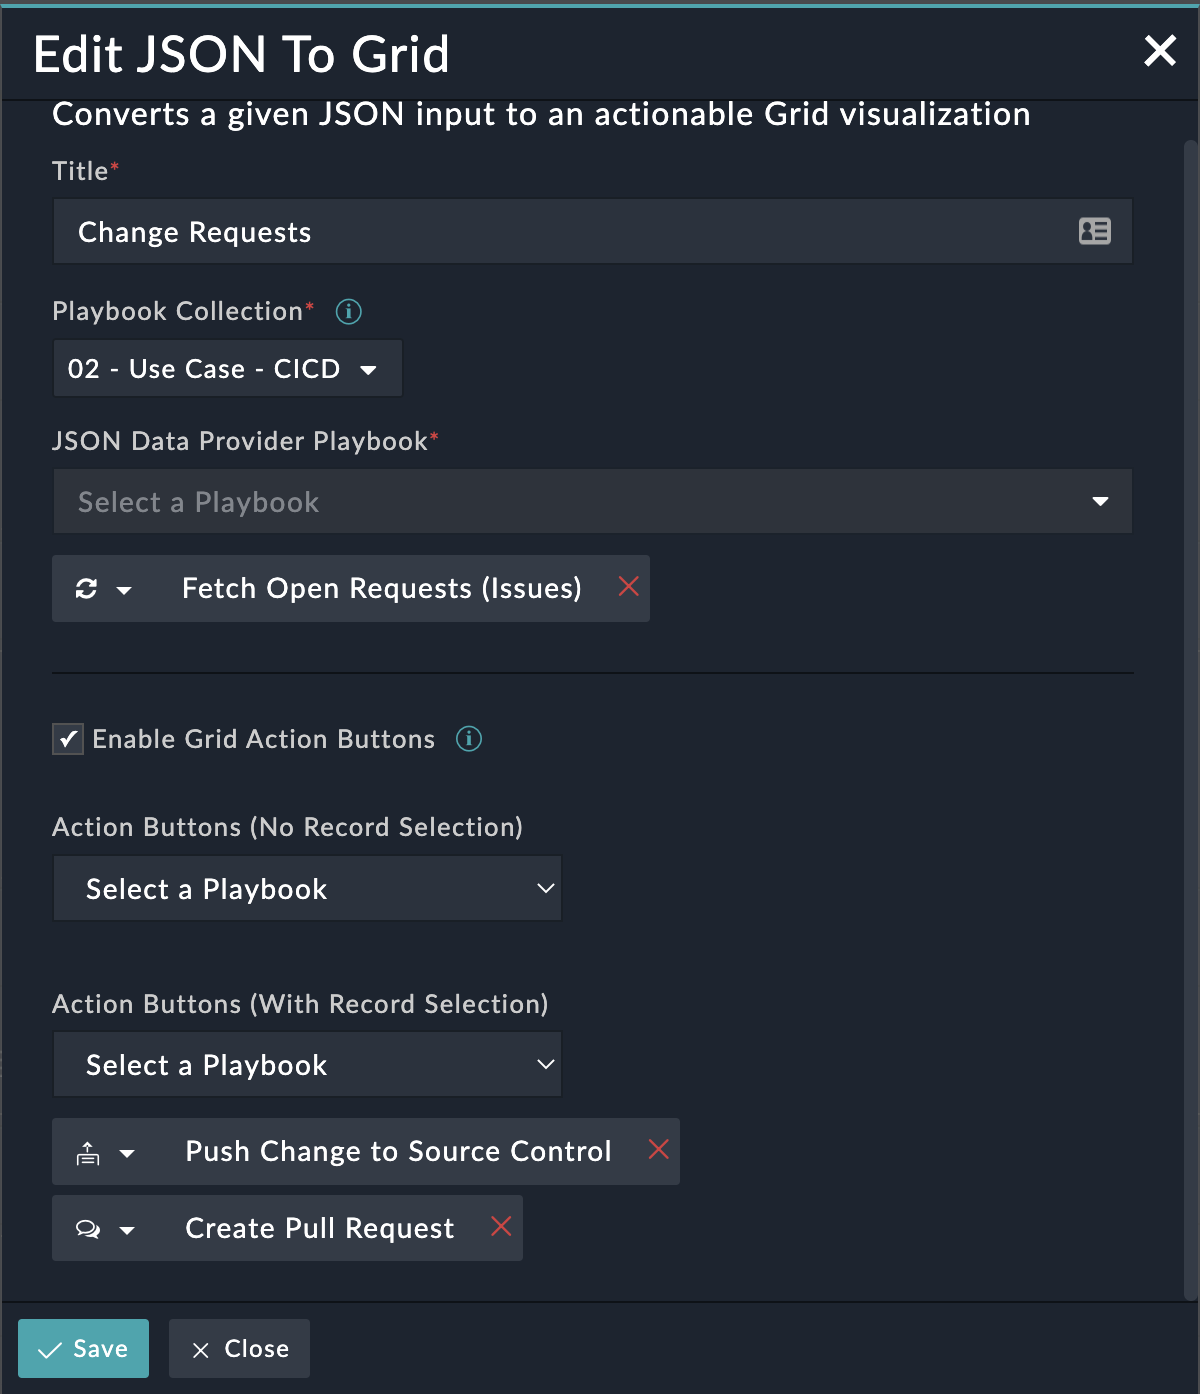 Edit JSON To Grid
Converts a given JSON input to an actionable Grid visualization
Title*
Change Requests
Playbook Collection*
02 - Use Case - CICD
JSON Data Provider Playbook*
Select a Playbook
Fetch Open Requests (Issues)
Enable Grid Action Buttons
Action Buttons (No Record Selection)
Select a Playbook
Action Buttons (With Record Selection)
Select a Playbook
Push Change to Source Control
Create Pull Request
Save
Close